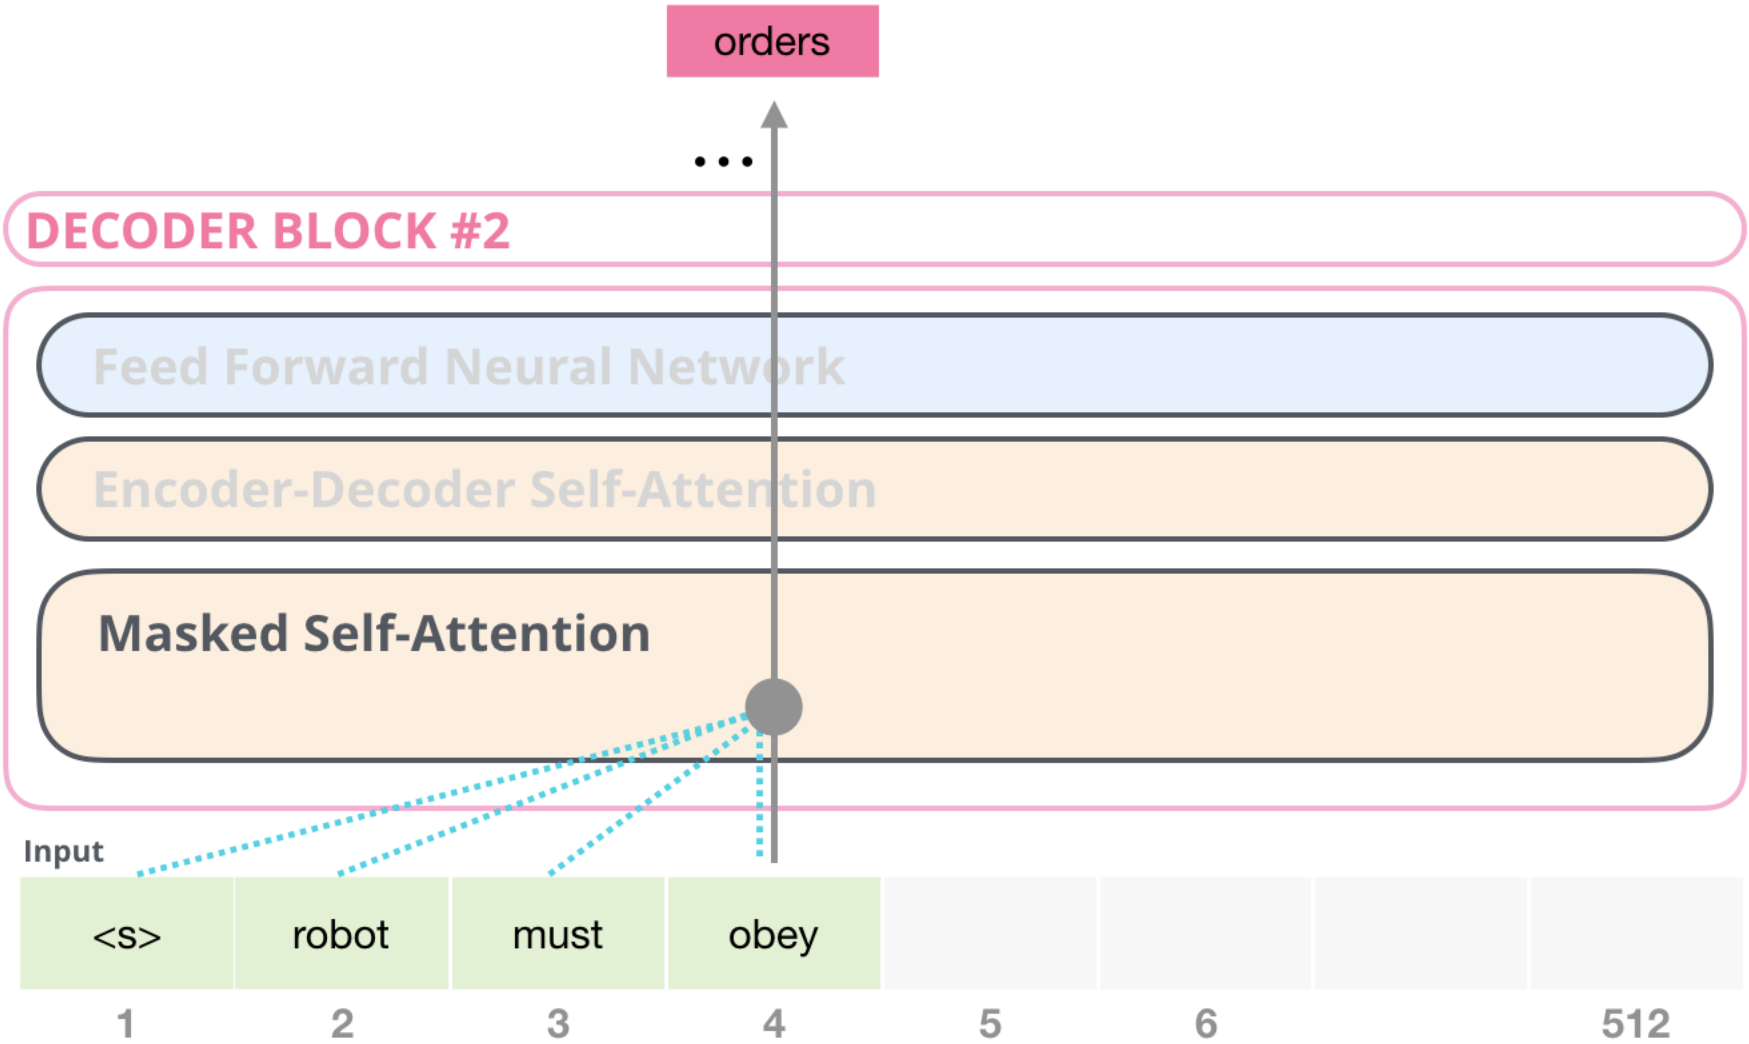 orders
...
DECODER BLOCK #2
Feed Forward Neural Network
Encoder-Decoder Self-Attention
Masked Self-Attention
Input
<s> robot must obey
1 2 3 4 5 6 512